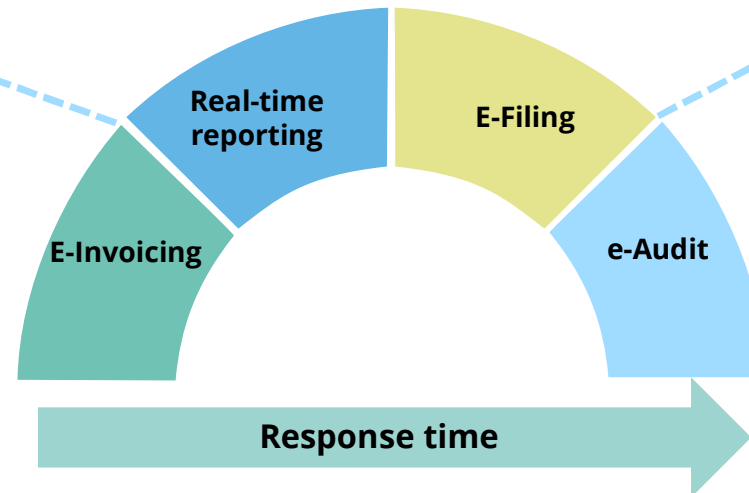 Real-time
reporting
E-Filing
E-Invoicing
e-Audit
Response time